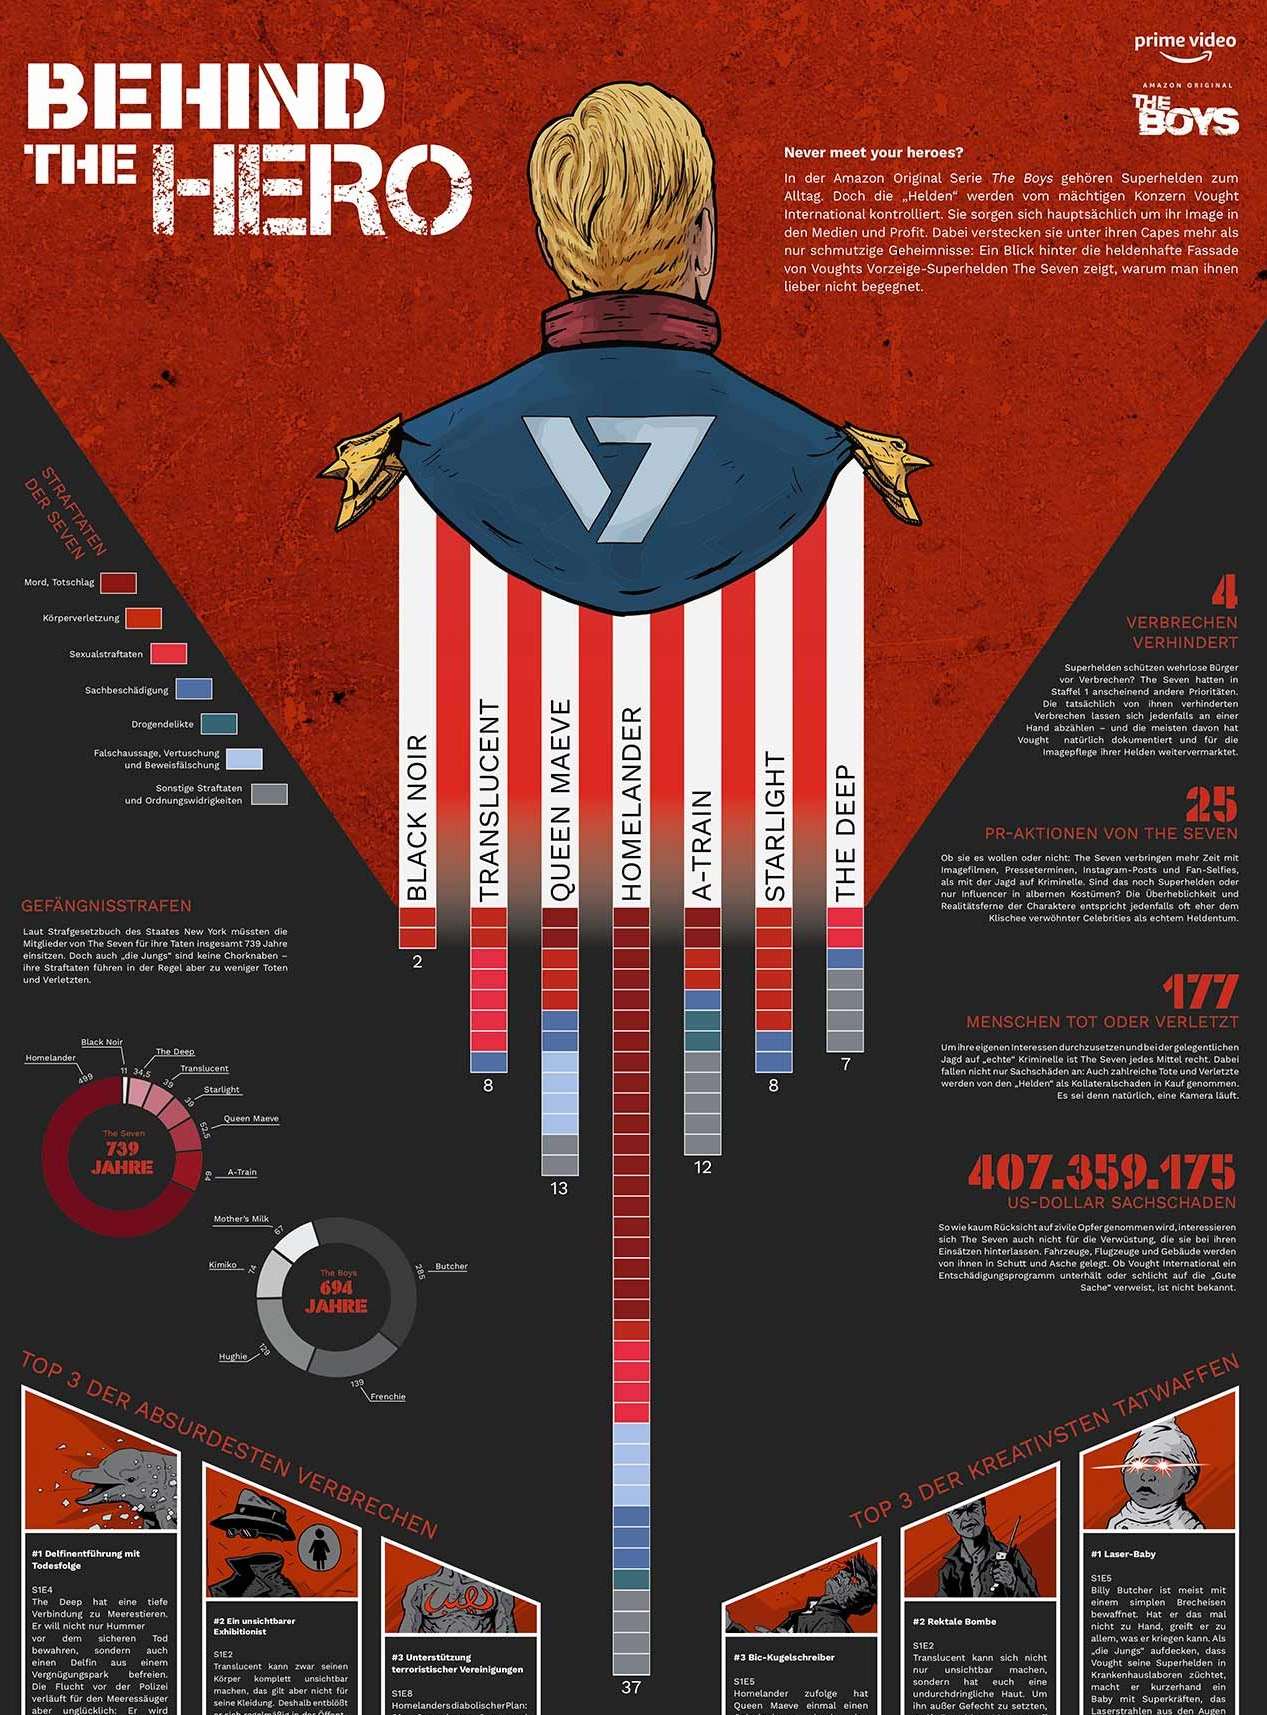 BEHIND
THE HERO
prime video
AMAZON ORIGINAL
THE
BOYS
Never meet your heroes?
In der Amazon Original Serie The Boys gehören Superhelden zum
Alltag. Doch die „Helden“ werden vom mächtigen Konzern Vought
International kontrolliert. Sie sorgen sich hauptsächlich um ihr Image in
den Medien und Profit. Dabei verstecken sie unter ihren Capes mehr als
nur schmutzige Geheimnisse: Ein Blick hinter die heldenhafte Fassade
von Voughts Vorzeige-Superhelden The Seven zeigt, warum man ihnen
lieber nicht begegnet.
STRAFTATEN
DER SEVEN
Mord, Totschlag
Körperverletzung
Sexualstraftaten
Sachbeschädigung
Drogendelikte
Falschaussage, Vertuschung
und Beweisfälschung
Sonstige Straftaten
und Ordnungswidrigkeiten
BLACK NOIR
TRANSLUCENT
QUEEN MAEVE
HOMELANDER
A-TRAIN
STARLIGHT
THE DEEP
2
8
13
37
12
8
7
4
VERBRECHEN
VERHINDERT
Superhelden schützen wehrlose Bürger
vor Verbrechen? The Seven hatten in
Staffel 1 anscheinend andere Prioritäten.
Die tatsächlich von ihnen verhinderten
Verbrechen lassen sich jedenfalls an einer
Hand abzählen – und die meisten davon hat
Vought natürlich dokumentiert und für die
Imagepflege ihrer Helden weitervermarktet.
25
PR-AKTIONEN VON THE SEVEN
Ob sie es wollen oder nicht: The Seven verbringen mehr Zeit mit
Imagefilmen, Presseterminen, Instagram-Posts und Fan-Selfies,
als mit der Jagd auf Kriminelle. Sind das noch Superhelden oder
nur Influencer in albernen Kostümen? Die Überheblichkeit und
Realitätsferne der Charaktere entspricht jedenfalls oft eher dem
Klischee verwöhnter Celebrities als echtem Heldentum.
177
MENSCHEN TOT ODER VERLETZT
Um ihre eigenen Interessen durchzusetzen und bei der gelegentlichen
Jagd auf „echte“ Kriminelle ist The Seven jedes Mittel recht. Dabei
fallen nicht nur Sachschäden an: Auch zahlreiche Tote und Verletzte
werden von den „Helden“ als Kollateralschaden in Kauf genommen.
Es sei denn natürlich, eine Kamera läuft.
407.359.175
US-DOLLAR SACHSCHADEN
So wie kaum Rücksicht auf zivile Opfer genommen wird, interessieren
sich The Seven auch nicht für die Verwüstung, die sie bei ihren
Einsätzen hinterlassen. Fahrzeuge, Flugzeuge und Gebäude werden
von ihnen in Schutt und Asche gelegt. Ob Vought International ein
Entschädigungsprogramm unterhält oder schlicht auf die „Gute
Sache“ verweist, ist nicht bekannt.
GEFÄNGNISSTRAFEN
Laut Strafgesetzbuch des Staates New York müssten die
Mitglieder von The Seven für ihre Taten insgesamt 739 Jahre
einsitzen. Doch auch „die Jungs“ sind keine Chorknaben –
ihre Straftaten führen in der Regel aber zu weniger Toten
und Verletzten.
Homelander
499
Black Noir
11
The Deep
34,5
Translucent
39
Starlight
39
Queen Maeve
52,5
A-Train
64
The Seven
739
JAHRE
Mother's Milk
67
Kimiko
74
Hughie
129
Frenchie
139
Butcher
285
The Boys
694
JAHRE
TOP 3 DER ABSURDESTEN VERBRECHEN
#1 Delfinentführung mit
Todesfolge
S1E4
The Deep hat eine tiefe
Verbindung zu Meerestieren.
Er will nicht nur Hummer
vor dem sicheren Tod
bewahren, sondern auch
einen Delfin aus einem
Vergnügungspark befreien.
Die Flucht vor der Polizei
verläuft für den Meeressäuger
aber unglücklich: Er wird
#2 Ein unsichtbarer
Exhibitionist
S1E2
Translucent kann zwar seinen
Körper komplett unsichtbar
machen, das gilt aber nicht für
seine Kleidung. Deshalb entblößt
er sich regelmäßig in der Öffent-
#3 Unterstützung
terroristischer Vereinigungen
S1E8
Homelanders diabolischer Plan:
TOP 3 DER KREATIVSTEN TATWAFFEN
#3 Bic-Kugelschreiber
S1E5
Homelander zufolge hat
Queen Maeve einmal einen
#2 Rektale Bombe
S1E2
Translucent kann sich nicht
nur unsichtbar machen,
sondern hat euch eine
undurchdringliche Haut. Um
ihn außer Gefecht zu setzten,
#1 Laser-Baby
S1E5
Billy Butcher ist meist mit
einem simplen Brecheisen
bewaffnet. Hat er das mal
nicht zu Hand, greift er zu
allem, was er kriegen kann. Als
„die Jungs“ aufdecken, dass
Vought seine Superhelden in
Krankenhauslaboren züchtet,
macht er kurzerhand ein
Baby mit Superkräften, das
Laserstrahlen aus den Augen